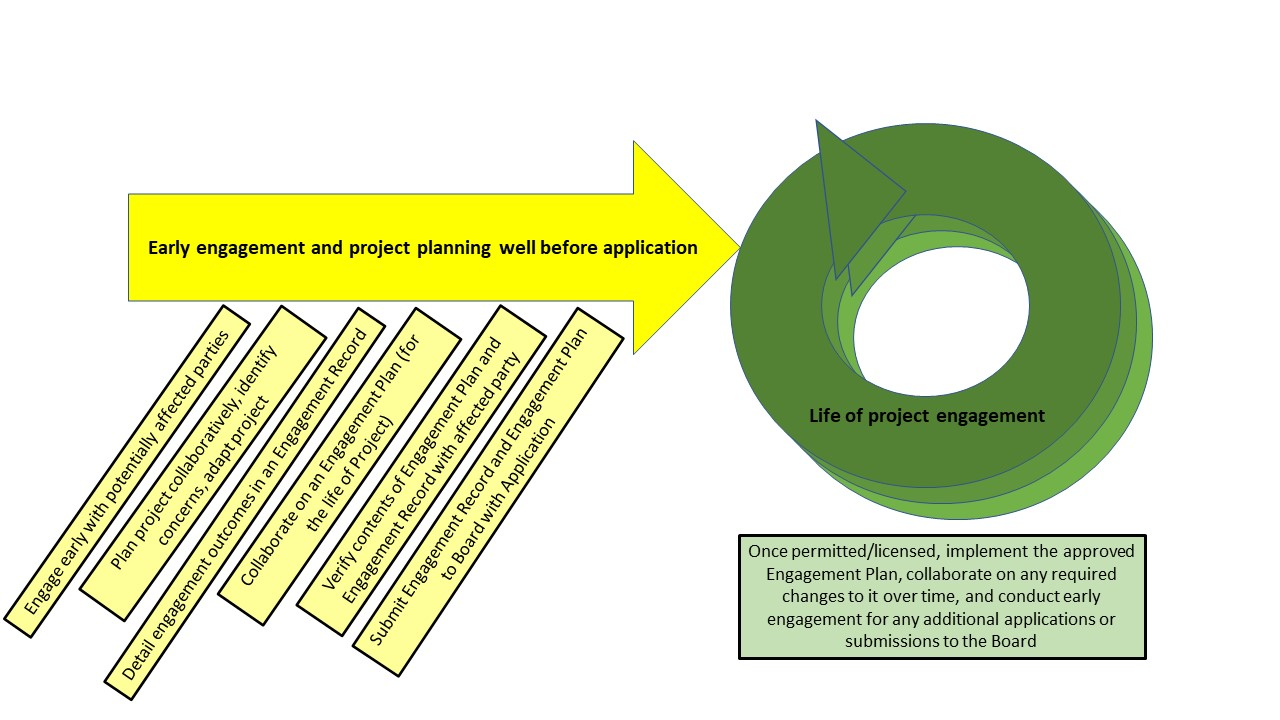 Early engagement and project planning well before application
Engage early with potentially affected parties
Plan project collaboratively, identify
concerns, adapt project
Detail engagement outcomes in an Engagement Record
Collaborate on an Engagement Plan (for
the life of Project)
Verify contents of Engagement Plan and
Engagement Record with affected party
Submit Engagement Record and Engagement Plan
to Board with Application
Life of project engagement
Once permitted/licensed, implement the approved
Engagement Plan, collaborate on any required
changes to it over time, and conduct early
engagement for any additional applications or
submissions to the Board